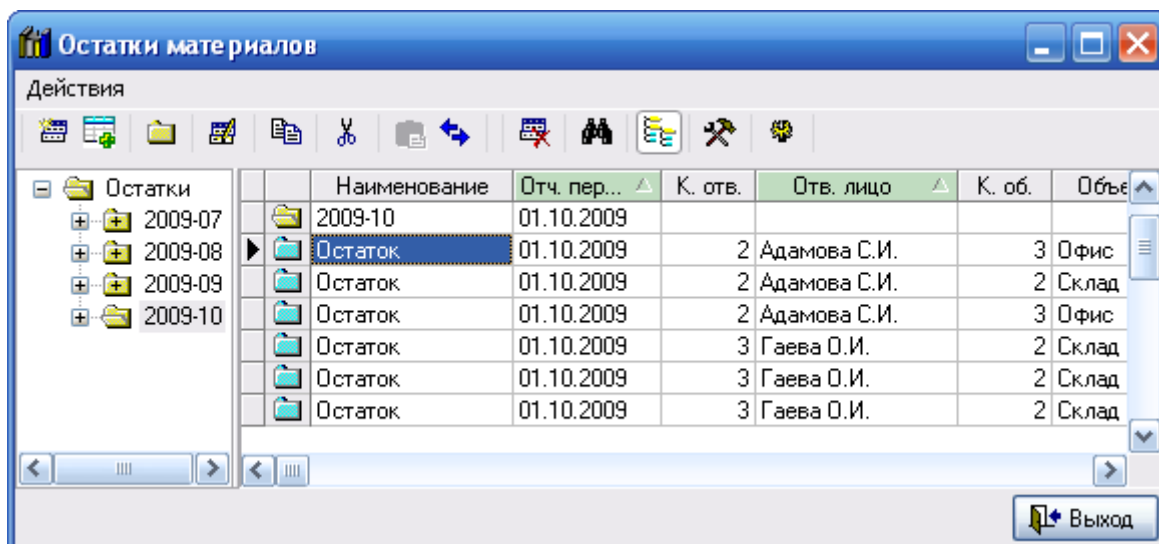 Остатки материалов
Действия
Остатки
2009-07
2009-08
2009-09
2009-10
Наименование Отч. пер... К. отв. Отв. лицо К. об. Объе
2009-10 01.10.2009
Остаток 01.10.2009 2 Адамова С.И. 3 Офис
Остаток 01.10.2009 2 Адамова С.И. 2 Склад
Остаток 01.10.2009 2 Адамова С.И. 3 Офис
Остаток 01.10.2009 3 Гаева О.И. 2 Склад
Остаток 01.10.2009 3 Гаева О.И. 2 Склад
Остаток 01.10.2009 3 Гаева О.И. 2 Склад
Выход